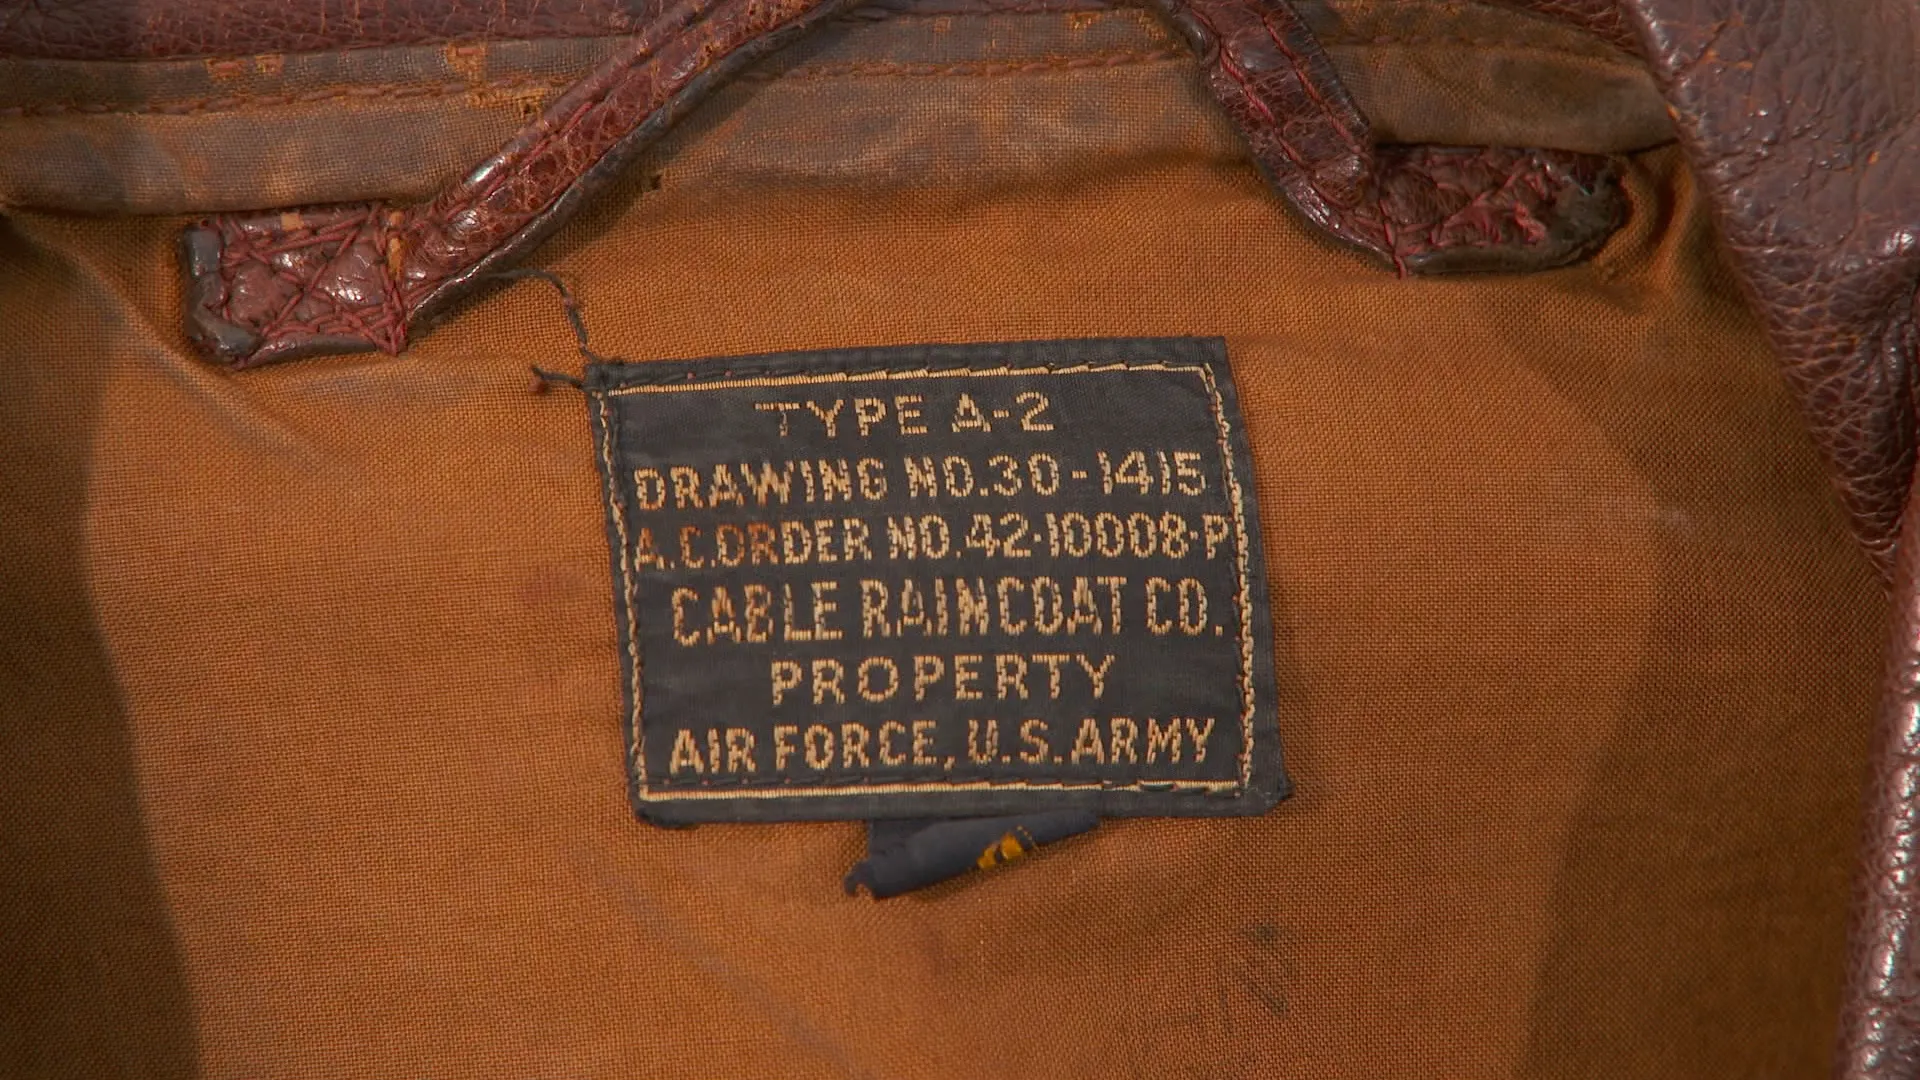 TYPE A-2
DRAWING NO. 30-1415
A.C. ORDER NO. 42-10008-P
CABLE RAINCOAT CO.
PROPERTY
AIR FORCE, U.S. ARMY